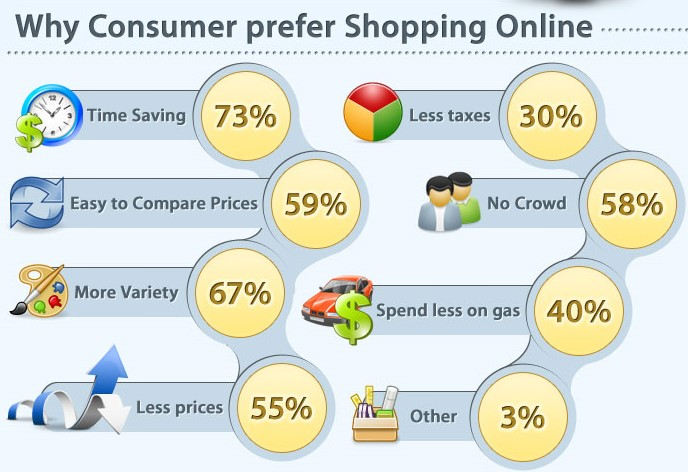 Why Consumer prefer Shopping Online
Time Saving 73%
Less taxes 30%
Easy to Compare Prices 59%
No Crowd 58%
More Variety 67%
Spend less on gas 40%
Less prices 55%
Other 3%